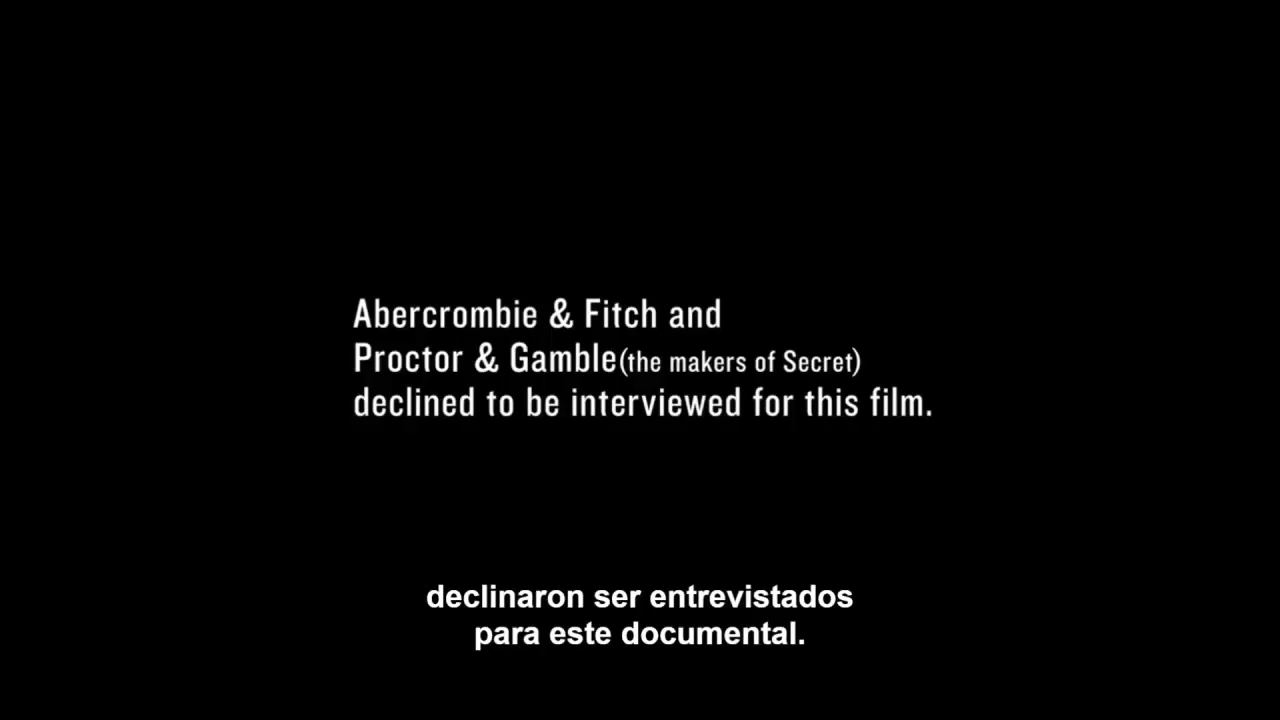 Abercrombie & Fitch and
Proctor & Gamble(the makers of Secret)
declined to be interviewed for this film.
declinaron ser entrevistados
para este documental.